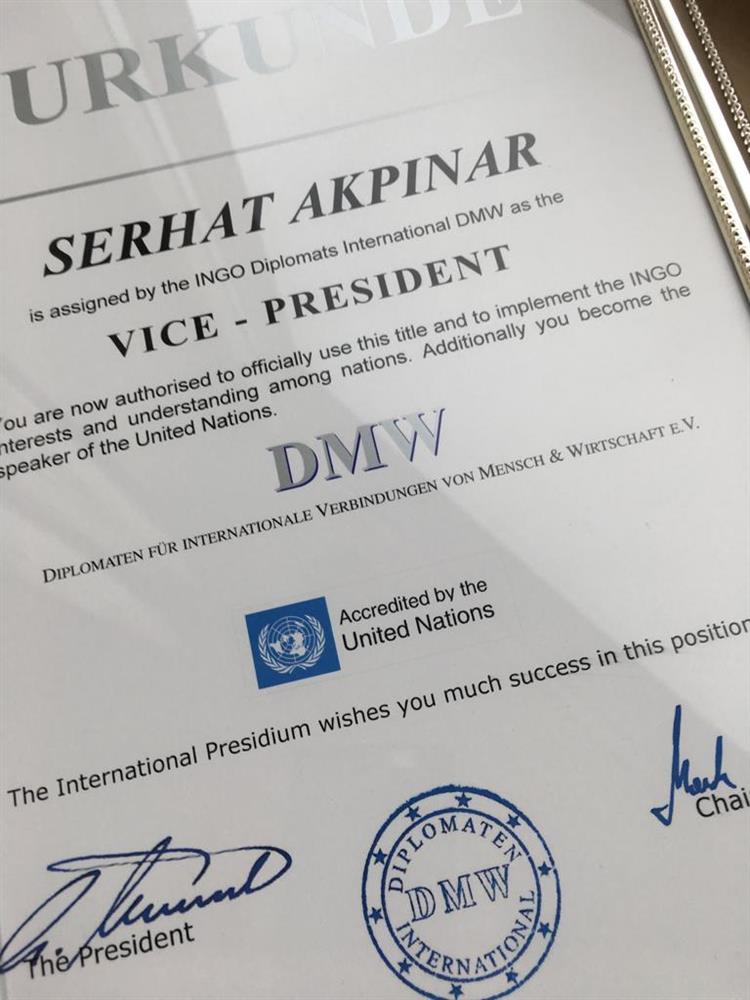 URKUNDE
SERHAT AKPINAR
is assigned by the INGO Diplomats International DMW as the
VICE - PRESIDENT
You are now authorised to officially use this title and to implement the INGO
nterests and understanding among nations. Additionally you become the
speaker of the United Nations.
DMW
DIPLOMATEN FÜR INTERNATIONALE VERBINDUNGEN VON MENSCH & WIRTSCHAFT E.V.
Accredited by the
United Nations
The International Presidium wishes you much success in this position
Chai
The President
DIPLOMATEN
DMW
INTERNATIONAL